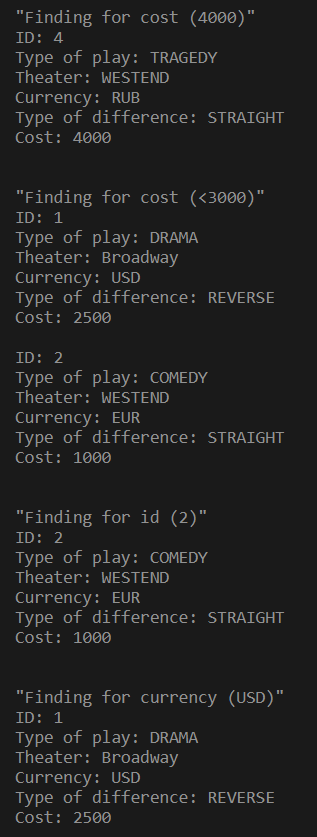 "Finding for cost (4000)"
ID: 4
Type of play: TRAGEDY
Theater: WESTEND
Currency: RUB
Type of difference: STRAIGHT
Cost: 4000
"Finding for cost (<3000)"
ID: 1
Type of play: DRAMA
Theater: Broadway
Currency: USD
Type of difference: REVERSE
Cost: 2500
ID: 2
Type of play: COMEDY
Theater: WESTEND
Currency: EUR
Type of difference: STRAIGHT
Cost: 1000
"Finding for id (2)"
ID: 2
Type of play: COMEDY
Theater: WESTEND
Currency: EUR
Type of difference: STRAIGHT
Cost: 1000
"Finding for currency (USD)"
ID: 1
Type of play: DRAMA
Theater: Broadway
Currency: USD
Type of difference: REVERSE
Cost: 2500